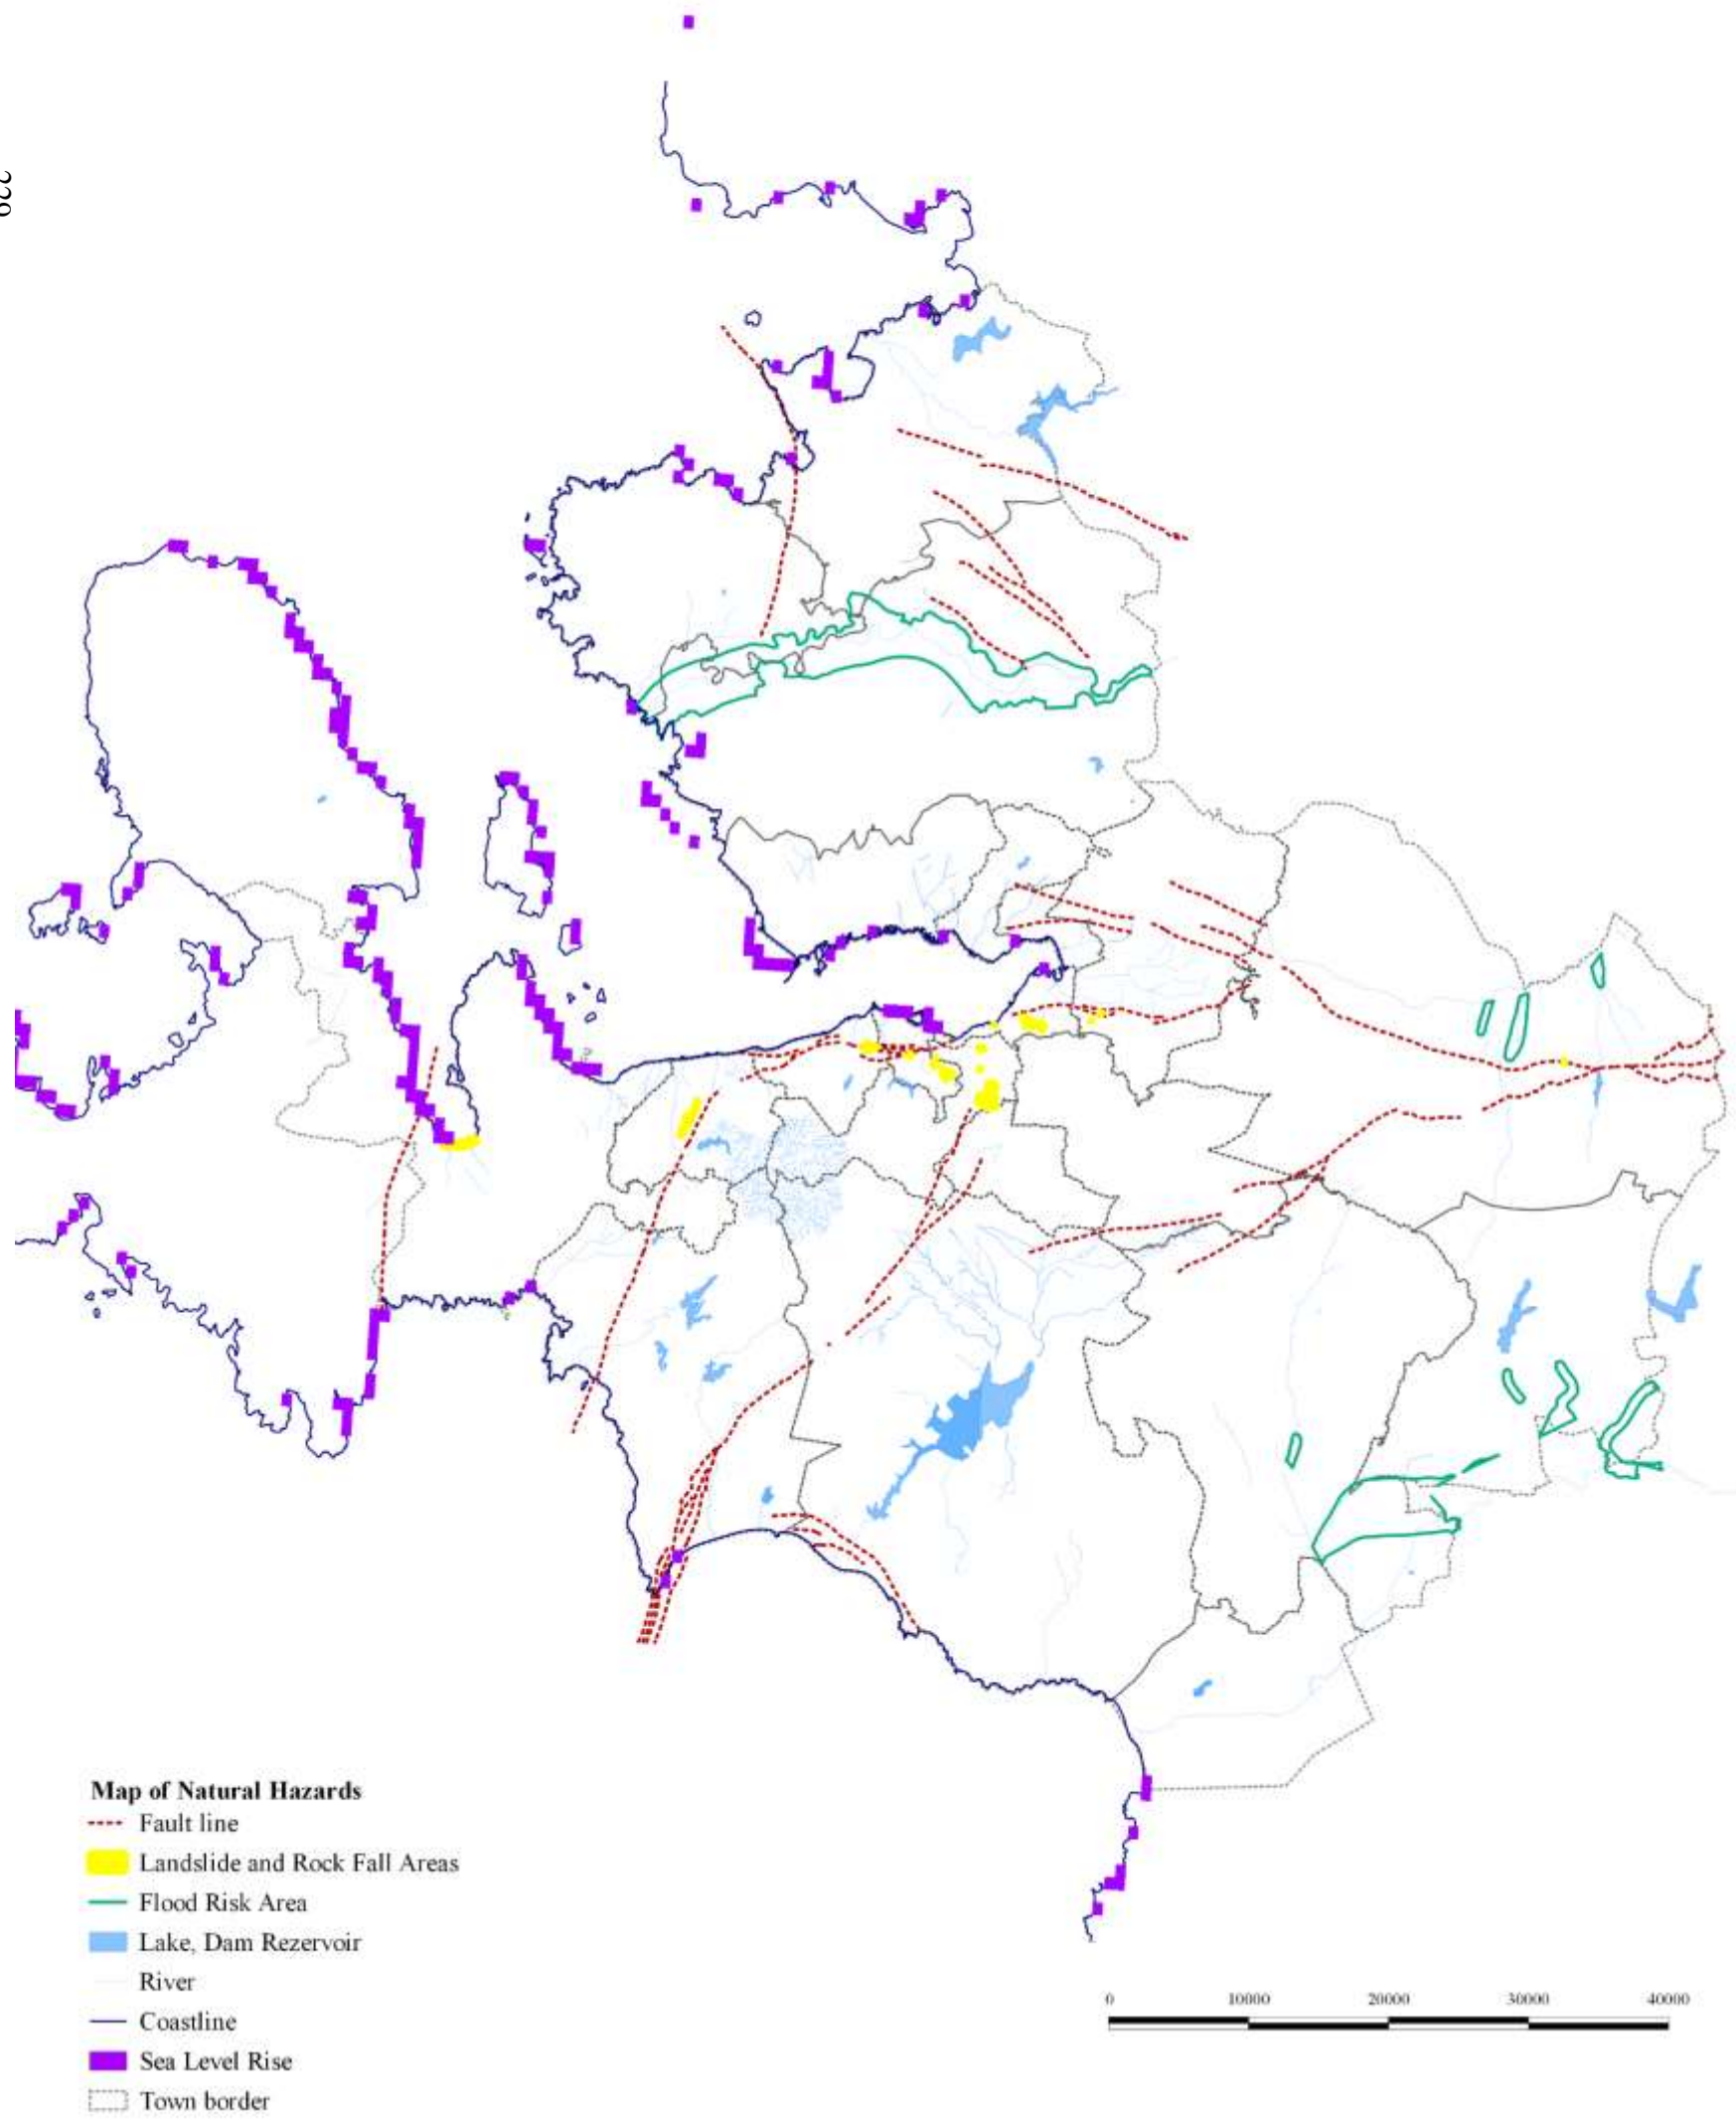 229
Map of Natural Hazards
Fault line
Landslide and Rock Fall Areas
Flood Risk Area
Lake, Dam Rezervoir
River
Coastline
Sea Level Rise
Town border
0 10000 20000 30000 40000